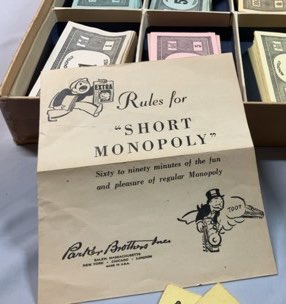 EXTRA
Rules for
"SHORT
MONOPOLY"
Sixty to ninety minutes of the fun
and pleasure of regular Monopoly
TOOT
Parker Brothers Inc.
SALEM, MASSACHUSETTS
NEW YORK • CHICAGO • LONDON
MADE IN U.S.A.
5